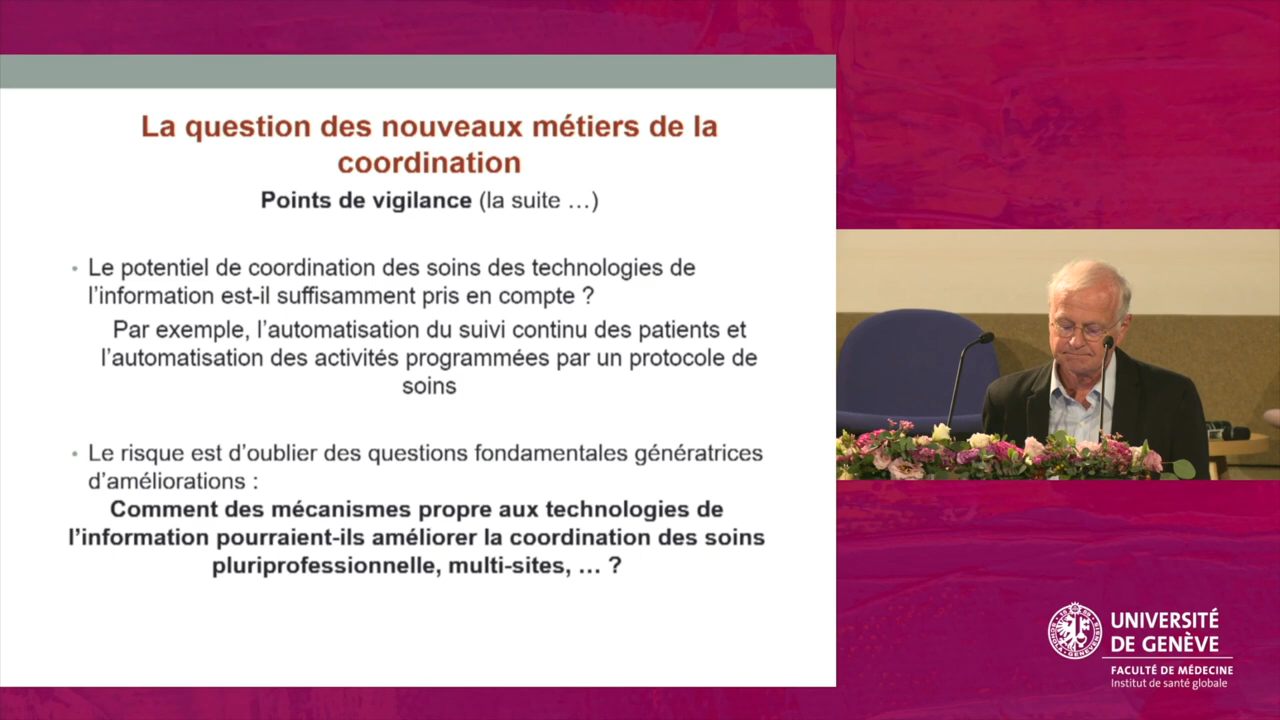 La question des nouveaux métiers de la
coordination
Points de vigilance (la suite …)
• Le potentiel de coordination des soins des technologies de
l'information est-il suffisamment pris en compte ?
Par exemple, l'automatisation du suivi continu des patients et
l'automatisation des activités programmées par un protocole de
soins
• Le risque est d'oublier des questions fondamentales génératrices
d'améliorations :
Comment des mécanismes propre aux technologies de
l'information pourraient-ils améliorer la coordination des soins
pluriprofessionnelle, multi-sites, … ?
UNIVERSITÉ
DE GENÈVE
FACULTÉ DE MÉDECINE
Institut de santé globale